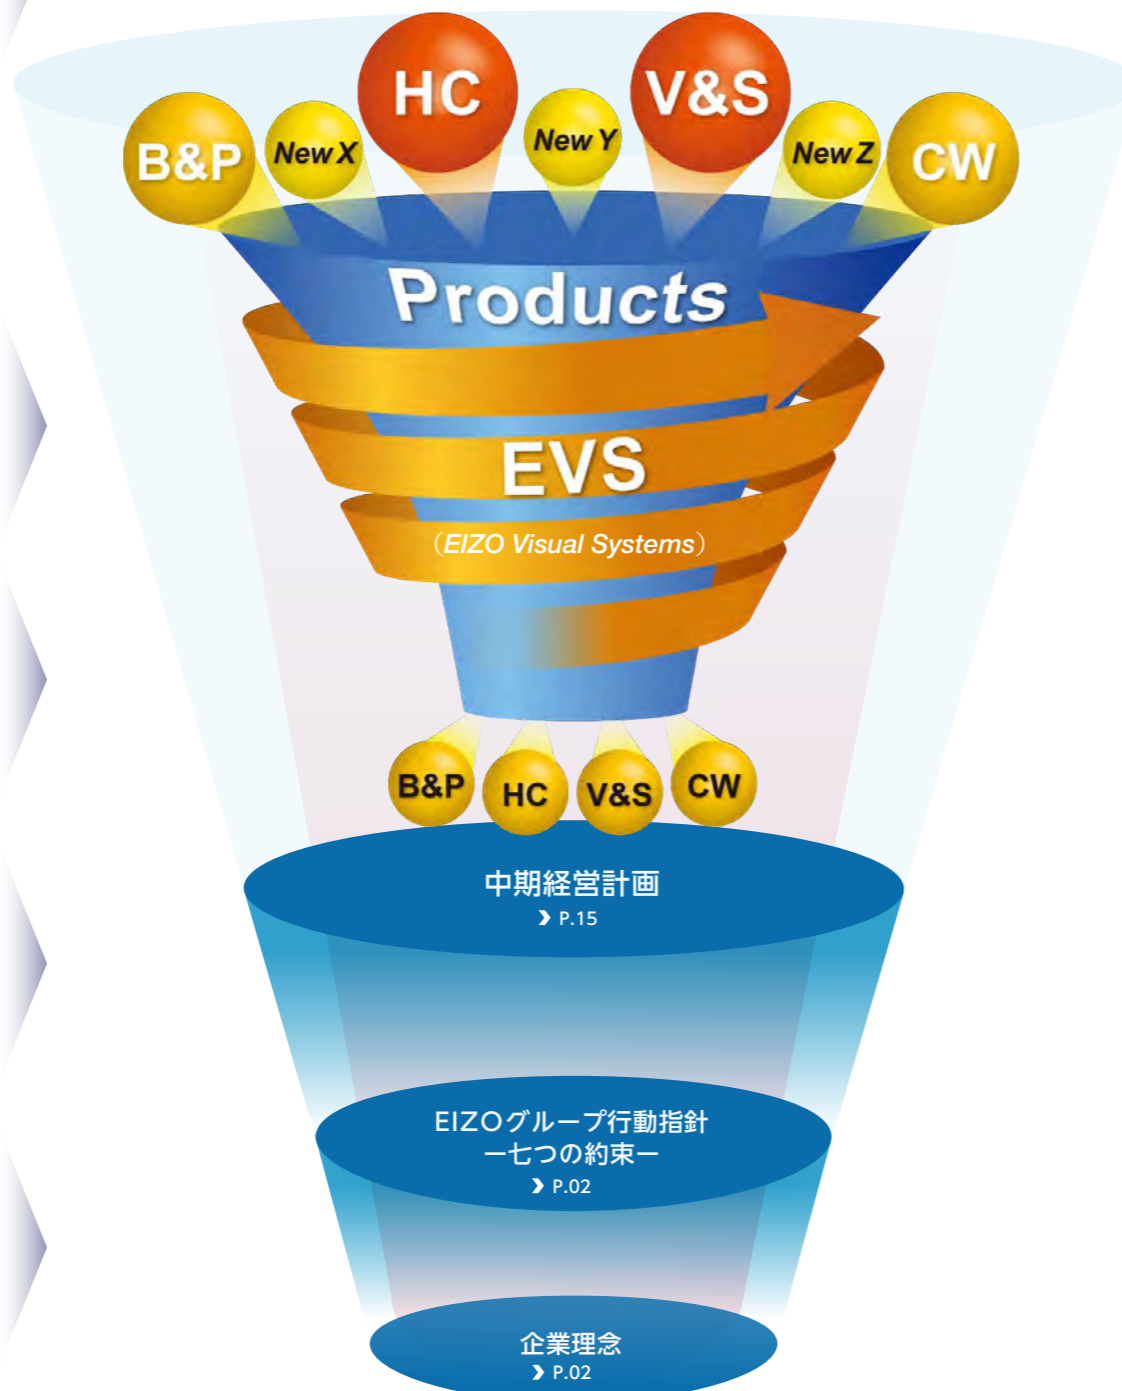 HC
V&S
B&P
New X
New Y
New Z
CW
Products
EVS
（EIZO Visual Systems）
B&P
HC
V&S
CW
中期経営計画
❯ P.15
EIZOグループ行動指針
ー七つの約束ー
❯ P.02
企業理念
❯ P.02